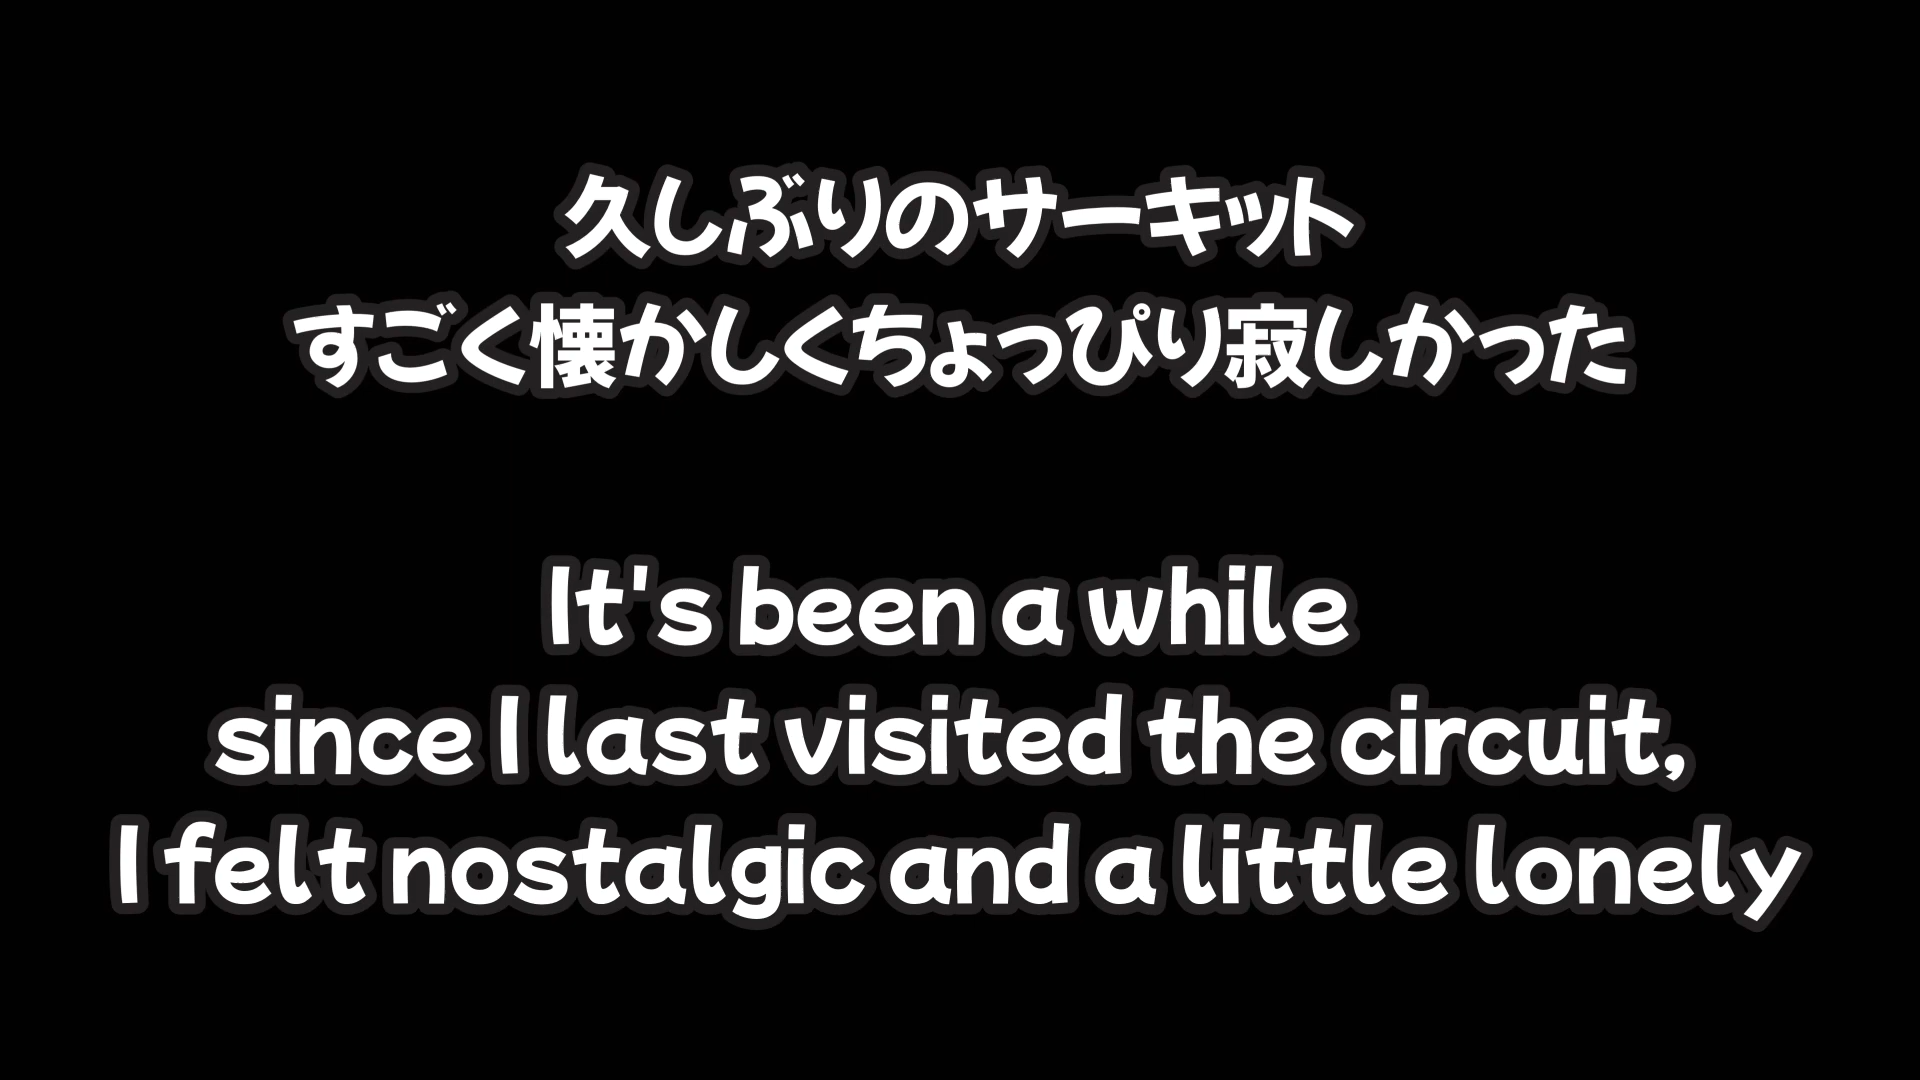 久しぶりのサーキット
すごく懐かしくちょっぴり寂しかった
It's been a while
since I last visited the circuit,
I felt nostalgic and a little lonely